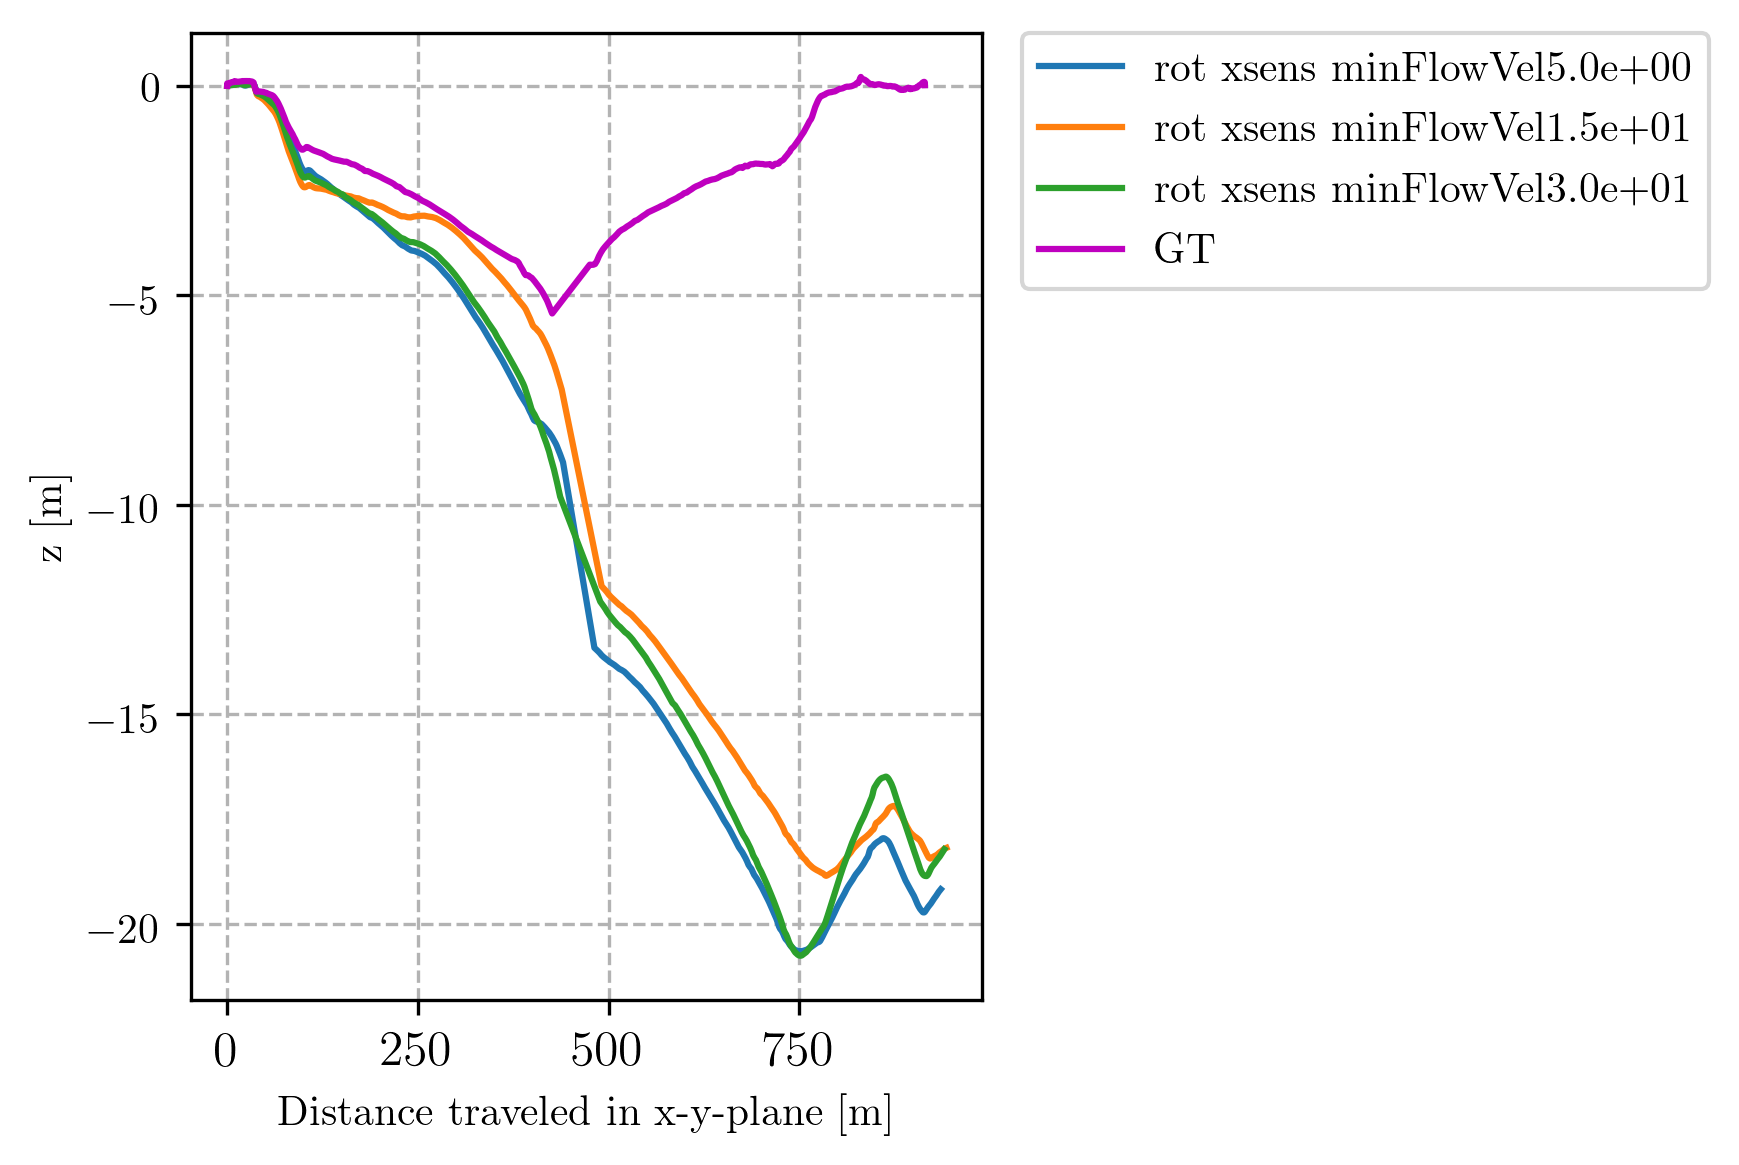 rot xsens minFlowVel5.0e+00
rot xsens minFlowVel1.5e+01
rot xsens minFlowVel3.0e+01
GT
0
−5
−10
−15
−20
z [m]
0 250 500 750
Distance traveled in x-y-plane [m]